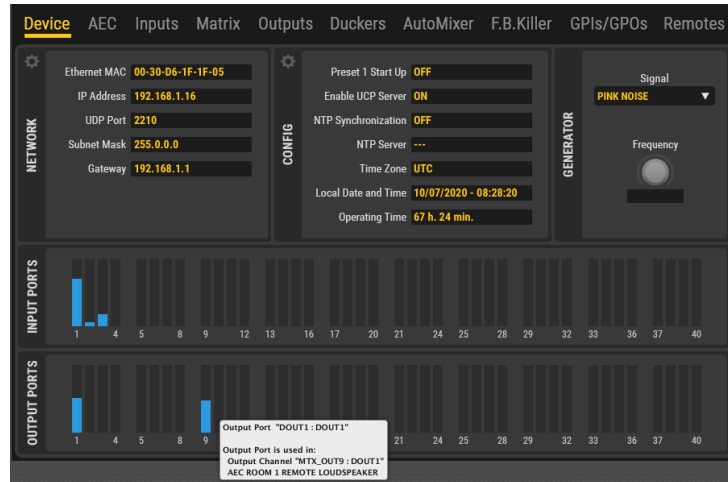 Device AEC Inputs Matrix Outputs Duckers AutoMixer F.B.Killer GPIs/GPOs Remotes
NETWORK
Ethernet MAC 00-30-D6-1F-1F-05
IP Address 192.168.1.16
UDP Port 2210
Subnet Mask 255.0.0.0
Gateway 192.168.1.1
CONFIG
Preset 1 Start Up OFF
Enable UCP Server ON
NTP Synchronization OFF
NTP Server ---
Time Zone UTC
Local Date and Time 10/07/2020 - 08:28:20
Operating Time 67 h. 24 min.
GENERATOR
Signal
PINK NOISE
Frequency
INPUT PORTS
1 4 5 8 9 12 13 16 17 20 21 24 25 28 29 32 33 36 37 40
OUTPUT PORTS
1 4 5 8 9 21 24 25 28 29 32 33 36 37 40
Output Port "DOUT1 : DOUT1"
Output Port is used in:
Output Channel "MTX_OUT9 : DOUT1"
AEC ROOM 1 REMOTE LOUDSPEAKER